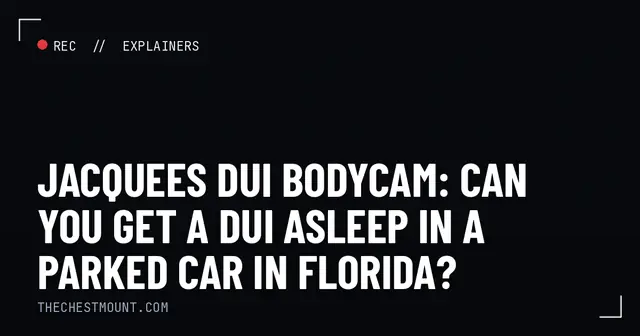 REC // EXPLAINERS
JACQUEES DUI BODYCAM: CAN
YOU GET A DUI ASLEEP IN A
PARKED CAR IN FLORIDA?
THECHESTMOUNT.COM